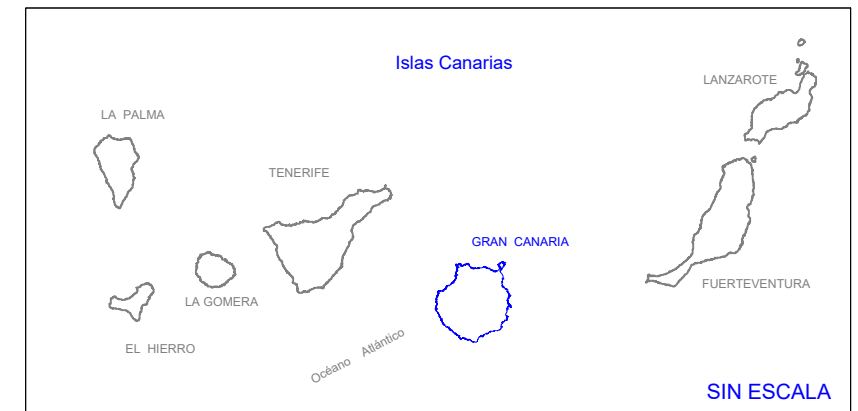 Islas Canarias
LANZAROTE
LA PALMA
TENERIFE
GRAN CANARIA
FUERTEVENTURA
LA GOMERA
EL HIERRO
Océano Atlántico
SIN ESCALA